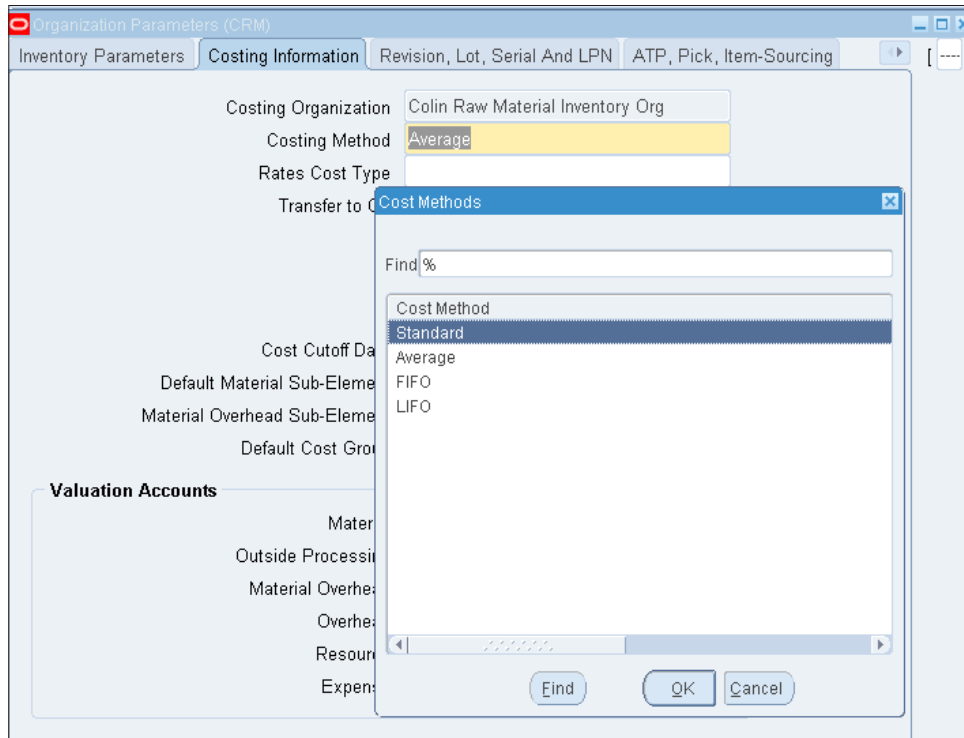 Organization Parameters (CRM)
Inventory Parameters Costing Information Revision, Lot, Serial And LPN ATP, Pick, Item-Sourcing [ ----
Costing Organization Colin Raw Material Inventory Org
Costing Method Average
Rates Cost Type
Transfer to
Cost Methods
Find %
Cost Method
Standard
Average
FIFO
LIFO
Cost Cutoff Da
Default Material Sub-Eleme
Material Overhead Sub-Eleme
Default Cost Gro
Valuation Accounts
Mater
Outside Processi
Material Overhe
Overhe
Resour
Expen
Find OK Cancel